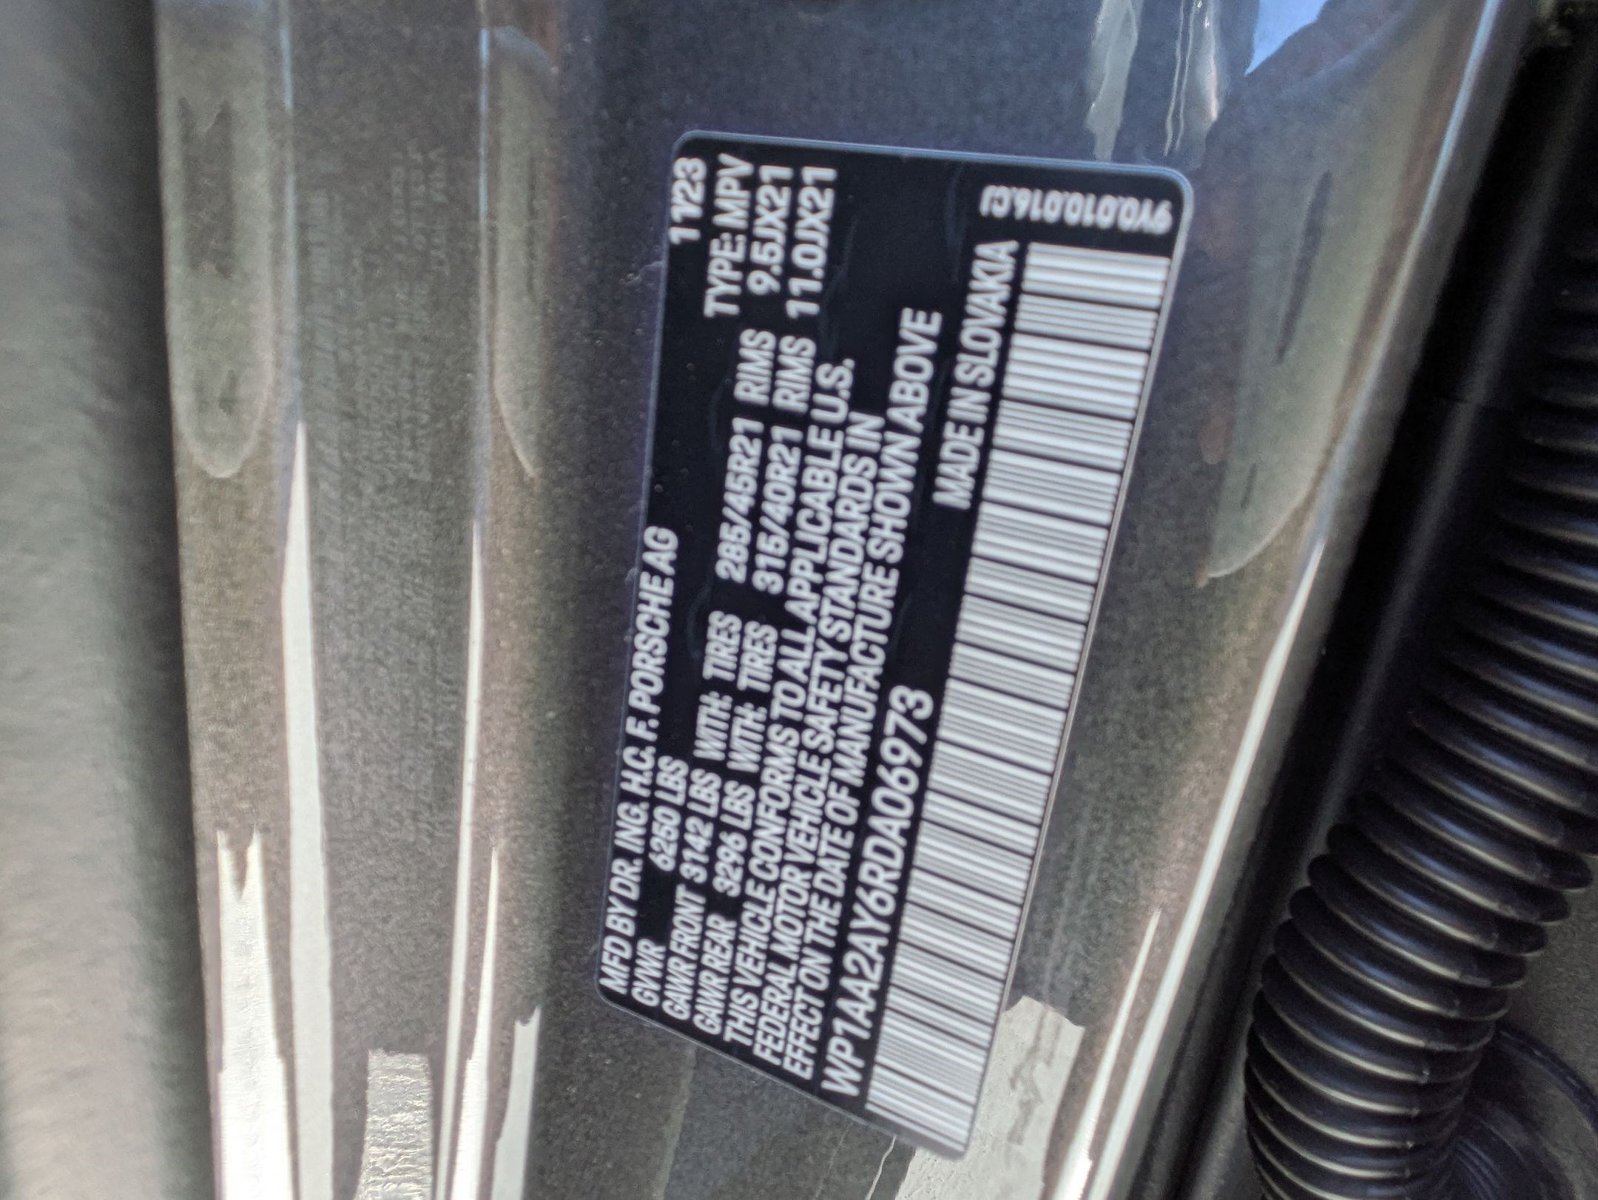 MFD BY DR. ING. H.C. F. PORSCHE AG 11/23
GVWR 6250 LBS TYPE: MPV
GAWR FRONT 3142 LBS WITH: TIRES 285/45R21 RIMS 9.5JX21
GAWR REAR 3296 LBS WITH: TIRES 315/40R21 RIMS 11.0JX21
THIS VEHICLE CONFORMS TO ALL APPLICABLE U.S.
FEDERAL MOTOR VEHICLE SAFETY STANDARDS IN
EFFECT ON THE DATE OF MANUFACTURE SHOWN ABOVE
WP1AA2AY6RDA06973 MADE IN SLOVAKIA
9Y0.010.016.CJ